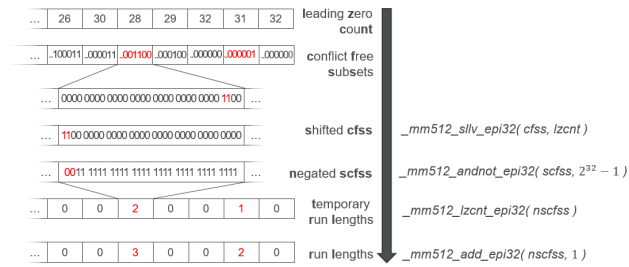 ... 26 30 28 29 32 31 32 leading zero
count
... ..100011 ..000011 ..001100 ..000100 ..000000 ..000001 ..000000 conflict free
subsets
... 0000 0000 0000 0000 0000 0000 0000 1100 ...
... 1100 0000 0000 0000 0000 0000 0000 0000 ... shifted cfss _mm512_sllv_epi32( cfss, lzcnt )
... 0011 1111 1111 1111 1111 1111 1111 1111 ... negated scfss _mm512_andnot_epi32( scfss, 2³² − 1 )
... 0 0 2 0 0 1 0 temporary _mm512_lzcnt_epi32( nscfss )
run lengths
... 0 0 3 0 0 2 0 run lengths _mm512_add_epi32( nscfss, 1 )